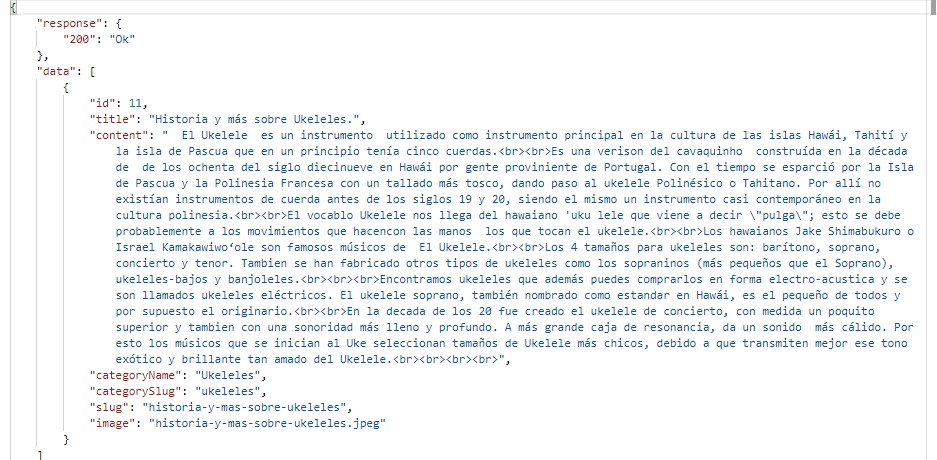 {
"response": {
"200": "Ok"
},
"data": [
{
"id": 11,
"title": "Historia y más sobre Ukeleles.",
"content": "  El Ukelele  es un instrumento  utilizado como instrumento principal en la cultura de las islas Hawái, Tahití y
la isla de Pascua que en un principio tenía cinco cuerdas.<br><br>Es una verison del cavaquinho  construída en la década
de  de los ochenta del siglo diecinueve en Hawái por gente proviniente de Portugal. Con el tiempo se esparció por la Isla
de Pascua y la Polinesia Francesa con un tallado más tosco, dando paso al ukelele Polinésico o Tahitano. Por allí no
existían instrumentos de cuerda antes de los siglos 19 y 20, siendo el mismo un instrumento casi contemporáneo en la
cultura polinesia.<br><br>El vocablo Ukelele nos llega del hawaiano 'uku lele que viene a decir \"pulga\"; esto se debe
probablemente a los movimientos que hacencon las manos  los que tocan el ukelele.<br><br>Los hawaianos Jake Shimabukuro o
Israel Kamakawiwoʻole son famosos músicos de  El Ukelele.<br><br>Los 4 tamaños para ukeleles son: barítono, soprano,
concierto y tenor. Tambien se han fabricado otros tipos de ukeleles como los sopraninos (más pequeños que el Soprano),
ukeleles-bajos y banjoleles.<br><br><br>Encontramos ukeleles que además puedes comprarlos en forma electro-acustica y se
son llamados ukeleles eléctricos. El ukelele soprano, también nombrado como estandar en Hawái, es el pequeño de todos y
por supuesto el originario.<br><br>En la decada de los 20 fue creado el ukelele de concierto, con medida un poquito
superior y tambien con una sonoridad más lleno y profundo. A más grande caja de resonancia, da un sonido  más cálido. Por
esto los músicos que se inician al Uke seleccionan tamaños de Ukelele más chicos, debido a que transmiten mejor ese tono
exótico y brillante tan amado del Ukelele.<br><br><br><br>",
"categoryName": "Ukeleles",
"categorySlug": "ukeleles",
"slug": "historia-y-mas-sobre-ukeleles",
"image": "historia-y-mas-sobre-ukeleles.jpeg"
}
]